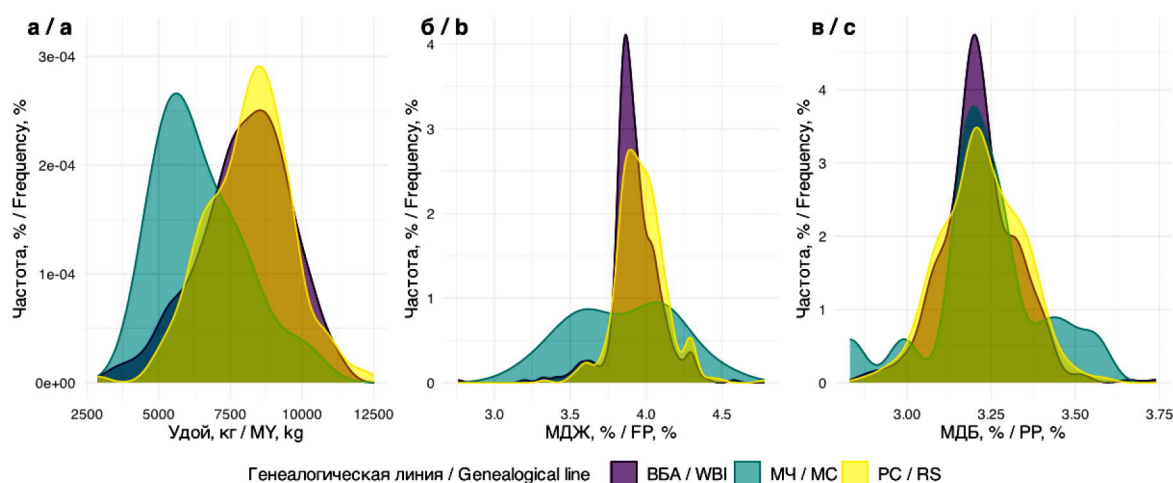 а / a
б / b
в / c
Частота, % / Frequency, %
3e-04
2e-04
1e-04
0e+00
2500 5000 7500 10000 12500
Удой, кг / MY, kg
Частота, % / Frequency, %
4
3
2
1
0
3.0 3.5 4.0 4.5
МДЖ, % / FP, %
Частота, % / Frequency, %
4
3
2
1
0
3.00 3.25 3.50 3.75
МДБ, % / PP, %
Генеалогическая линия / Genealogical line ВБА / WBI МЧ / MC РС / RS